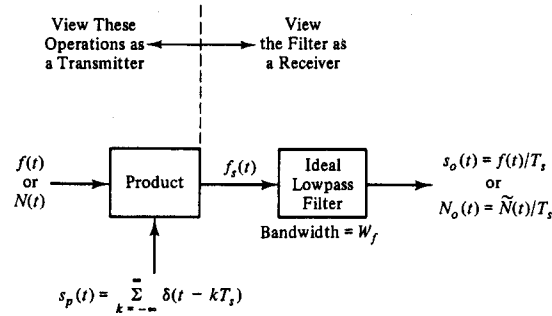 View These
Operations as
a Transmitter
View
the Filter as
a Receiver
f(t)
or
N(t)
Product
f_s(t)
Ideal
Lowpass
Filter
Bandwidth = W_f
s_o(t) = f(t)/T_s
or
N_o(t) = Ñ(t)/T_s
s_p(t) = Σ_{k = -∞}^{∞} δ(t − kT_s)